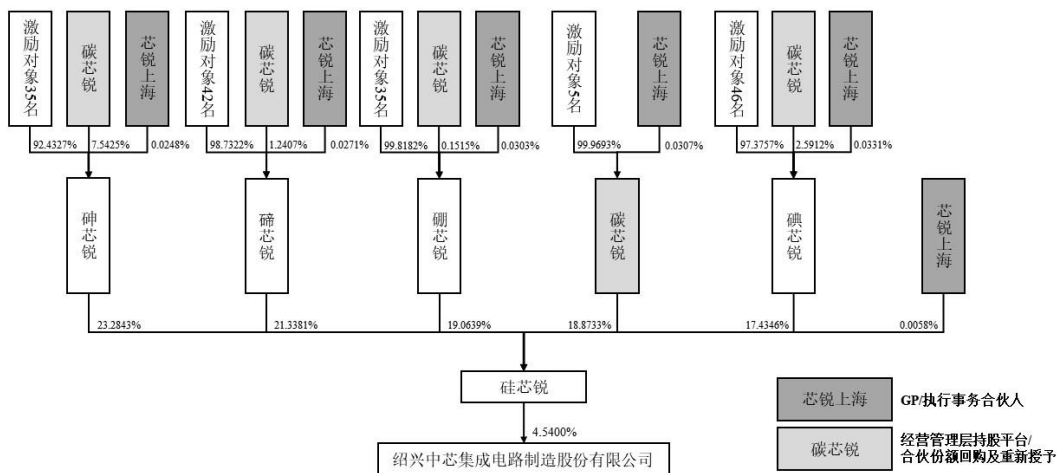 激励对象35名
碳芯锐
芯锐上海
激励对象42名
碳芯锐
芯锐上海
激励对象35名
碳芯锐
芯锐上海
激励对象5名
芯锐上海
激励对象46名
碳芯锐
芯锐上海
92.4327%
7.5425%
0.0248%
98.7322%
1.2407%
0.0271%
99.8182%
0.1515%
0.0303%
99.9693%
0.0307%
97.3757%
2.5912%
0.0331%
砷芯锐
碲芯锐
硼芯锐
碳芯锐
碘芯锐
芯锐上海
23.2843%
21.3381%
19.0639%
18.8733%
17.4346%
0.0058%
硅芯锐
4.5400%
绍兴中芯集成电路制造股份有限公司
芯锐上海
GP/执行事务合伙人
碳芯锐
经营管理层持股平台/
合伙份额回购及重新授予